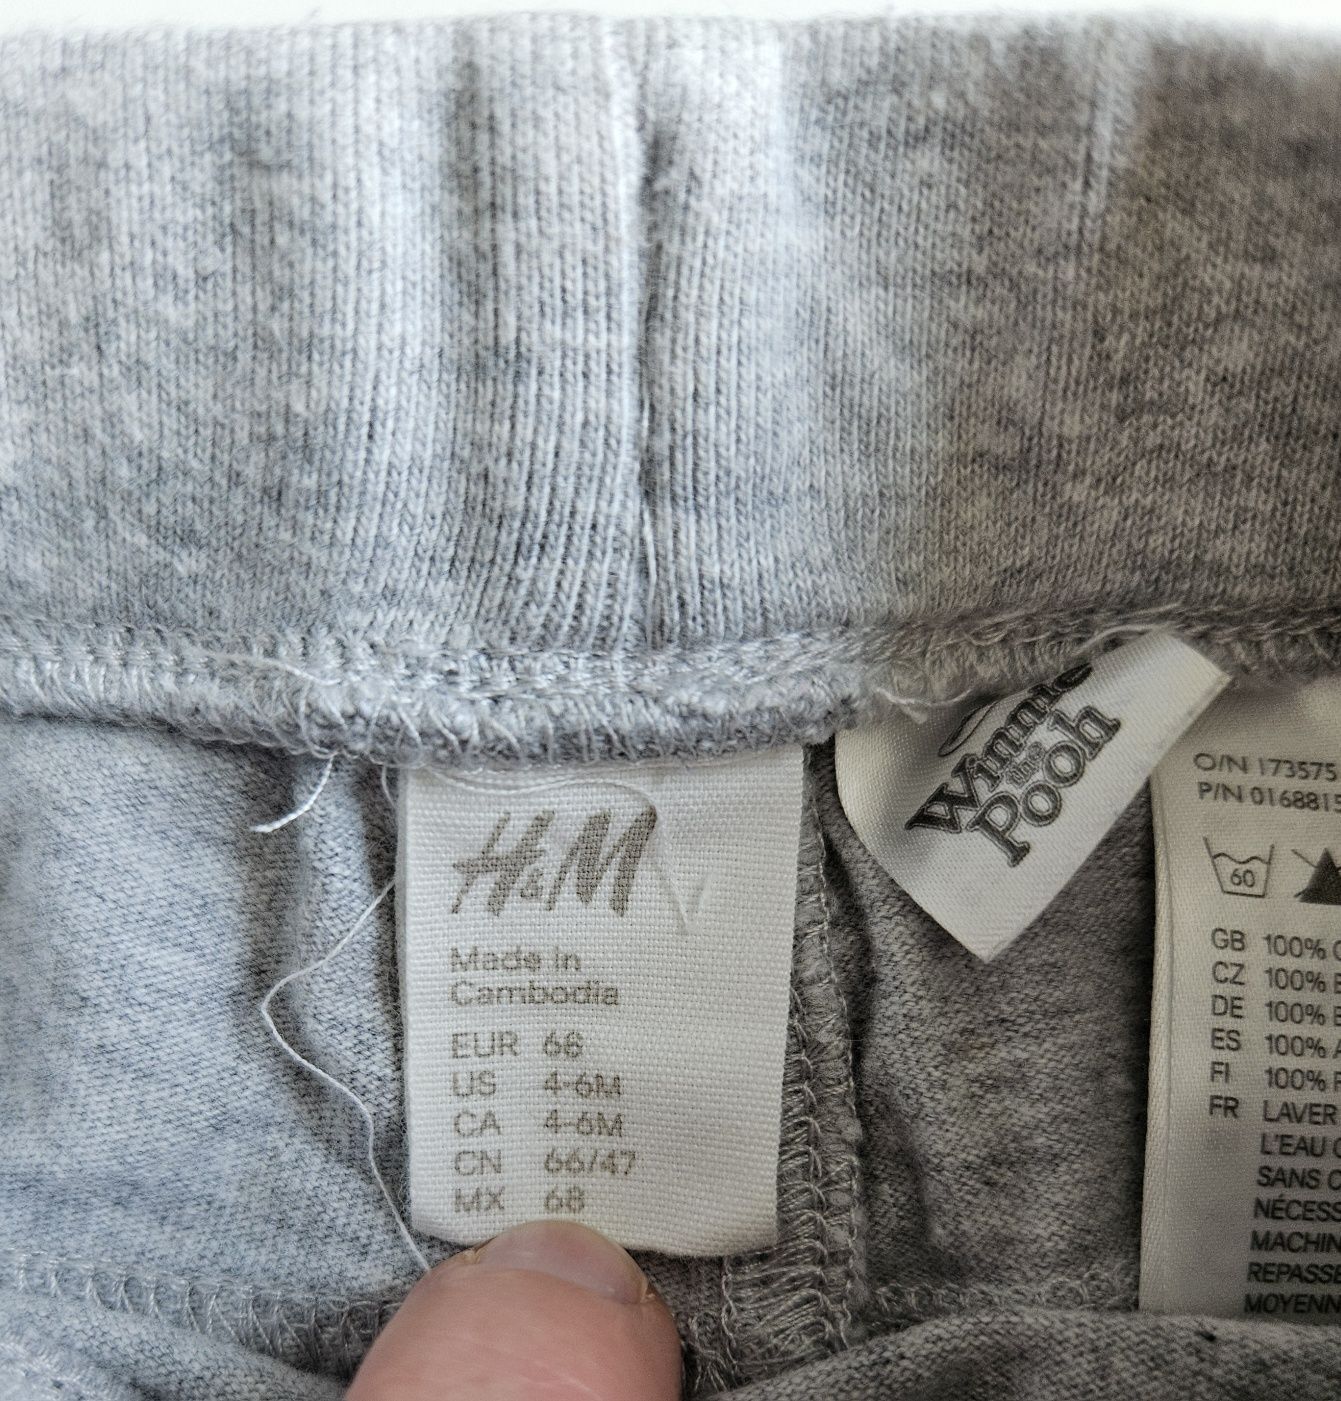 H&M
Made in
Cambodia
EUR 68
US 4-6M
CA 4-6M
CN 66/47
MX 68
Winnie
the
Pooh
O/N 173575
P/N 016881
60
GB 100%
CZ 100%
DE 100%
ES 100%
FI 100%
FR LAVER
L'EAU
SANS
NÉCESS
MACHIN
REPASSE
MOYENN